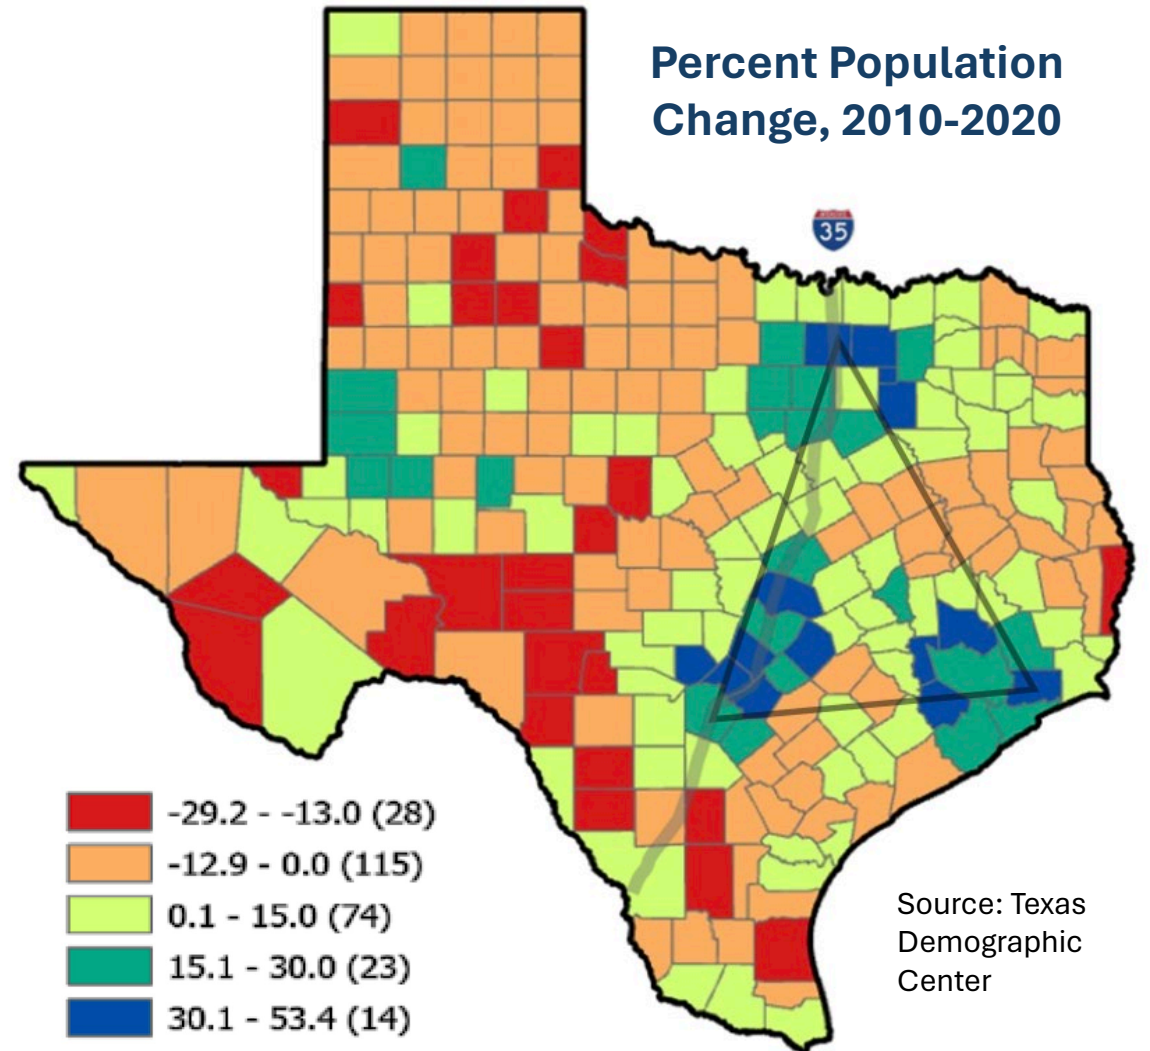 Percent Population
Change, 2010-2020
35
-29.2 - -13.0 (28)
-12.9 - 0.0 (115)
0.1 - 15.0 (74)
15.1 - 30.0 (23)
30.1 - 53.4 (14)
Source: Texas
Demographic
Center